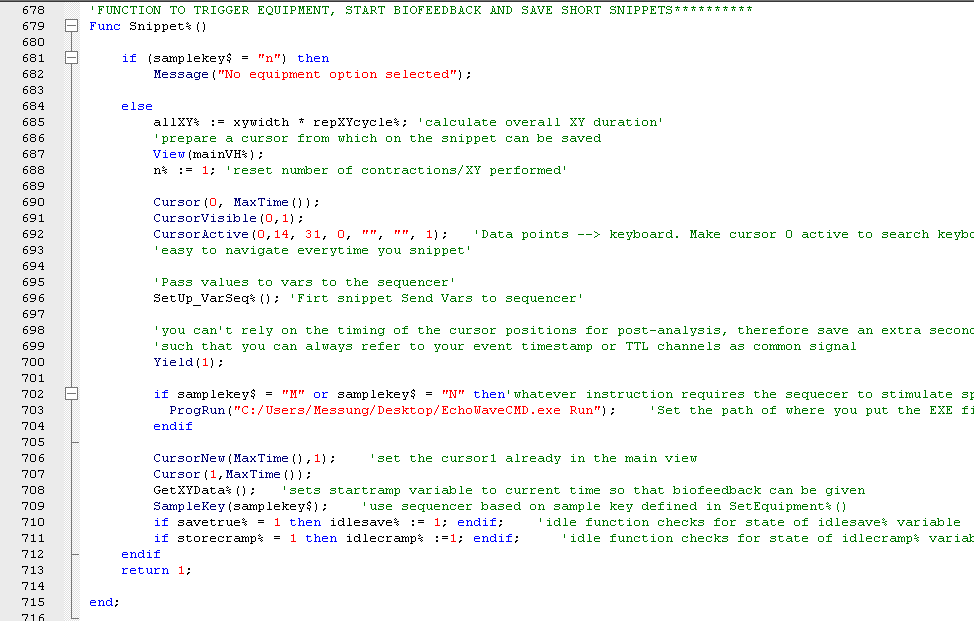 678 'FUNCTION TO TRIGGER EQUIPMENT, START BIOFEEDBACK AND SAVE SHORT SNIPPETS**********
679 Func Snippet%()
680
681 if (samplekey$ = "n") then
682 Message("No equipment option selected");
683
684 else
685 allXY% := xywidth * repXYcycle%; 'calculate overall XY duration'
686 'prepare a cursor from which on the snippet can be saved
687 View(mainVH%);
688 n% := 1; 'reset number of contractions/XY performed'
689
690 Cursor(0, MaxTime());
691 CursorVisible(0,1);
692 CursorActive(0,14, 31, 0, "", "", 1); 'Data points --> keyboard. Make cursor 0 active to search keybo
693 'easy to navigate everytime you snippet'
694
695 'Pass values to vars to the sequencer'
696 SetUp_VarSeq%(); 'Firt snippet Send Vars to sequencer'
697
698 'you can't rely on the timing of the cursor positions for post-analysis, therefore save an extra second
699 'such that you can always refer to your event timestamp or TTL channels as common signal
700 Yield(1);
701
702 if samplekey$ = "M" or samplekey$ = "N" then'whatever instruction requires the sequecer to stimulate sp
703 ProgRun("C:/Users/Messung/Desktop/EchoWaveCMD.exe Run"); 'Set the path of where you put the EXE fi
704 endif
705
706 CursorNew(MaxTime(),1); 'set the cursor1 already in the main view
707 Cursor(1,MaxTime());
708 GetXYData%(); 'sets startramp variable to current time so that biofeedback can be given
709 SampleKey(samplekey$); 'use sequencer based on sample key defined in SetEquipment%()
710 if savetrue% = 1 then idlesave% := 1; endif; 'idle function checks for state of idlesave% variable
711 if storecramp% = 1 then idlecramp% :=1; endif; 'idle function checks for state of idlecramp% variab
712 endif
713 return 1;
714
715 end;
716